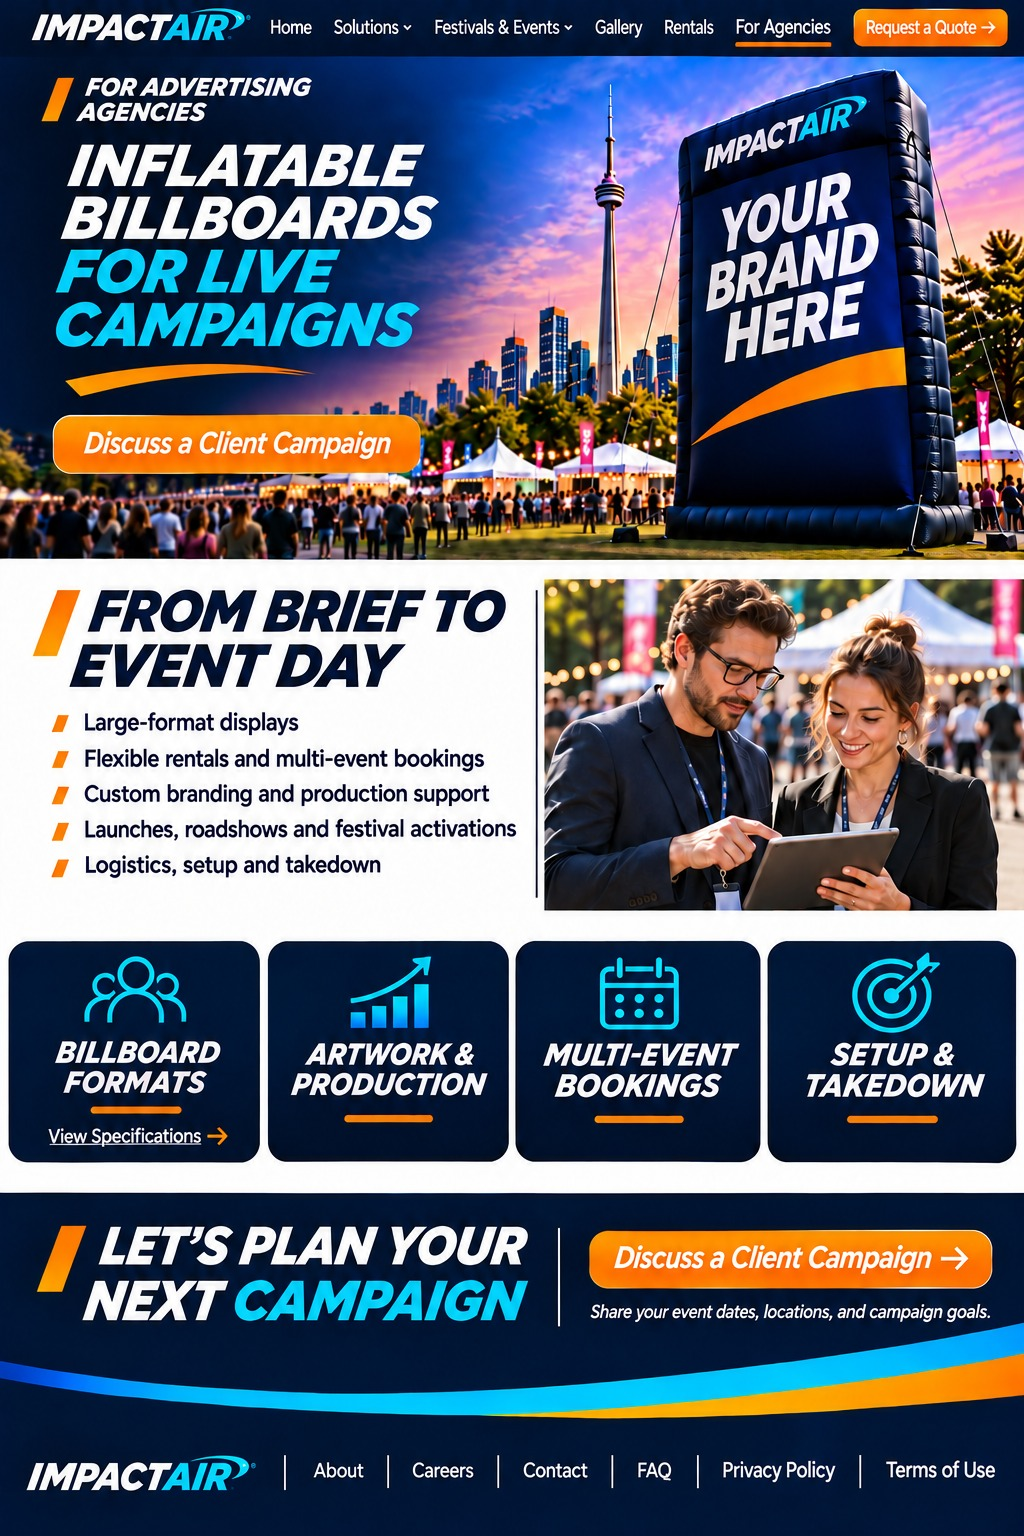 IMPACTAIR
Home
Solutions
Festivals & Events
Gallery
Rentals
For Agencies
Request a Quote →
FOR ADVERTISING
AGENCIES
INFLATABLE
BILLBOARDS
FOR LIVE
CAMPAIGNS
Discuss a Client Campaign
IMPACTAIR
YOUR
BRAND
HERE
FROM BRIEF TO
EVENT DAY
Large-format displays
Flexible rentals and multi-event bookings
Custom branding and production support
Launches, roadshows and festival activations
Logistics, setup and takedown
BILLBOARD
FORMATS
View Specifications →
ARTWORK &
PRODUCTION
MULTI-EVENT
BOOKINGS
SETUP &
TAKEDOWN
LET'S PLAN YOUR
NEXT CAMPAIGN
Discuss a Client Campaign →
Share your event dates, locations, and campaign goals.
IMPACTAIR
About
Careers
Contact
FAQ
Privacy Policy
Terms of Use